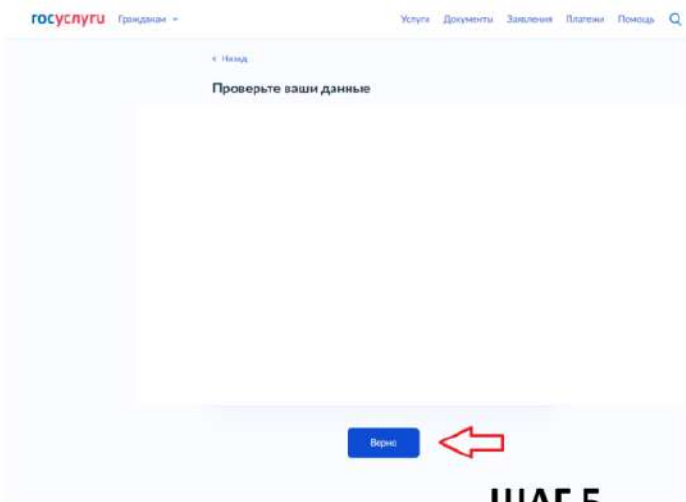 госуслуги Гражданам Услуги Документы Заявления Платежи Помощь
< Назад
Проверьте ваши данные
Верно
ШАГ 5